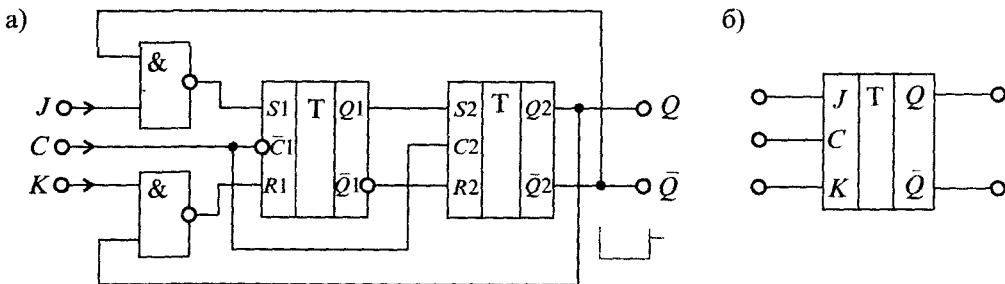 а)
б)
&
J
S1 T Q1
S2 T Q2
Q
C
C̄1
C2
K
&
R1
Q̄1
R2
Q̄2
Q̄
J T Q
C
K Q̄